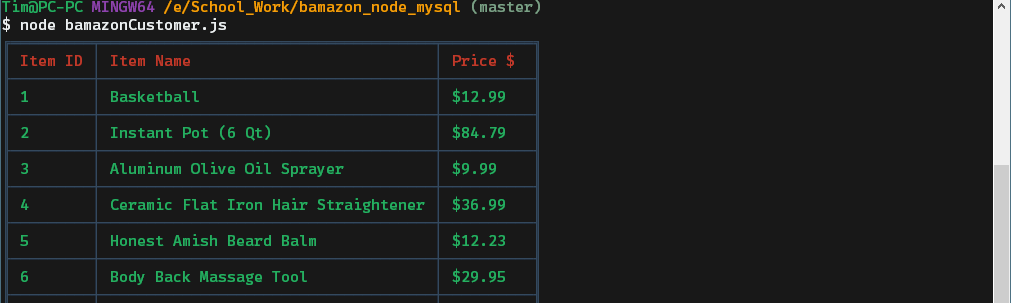 Tim@PC-PC MINGW64 /e/School_Work/bamazon_node_mysql (master)
$ node bamazonCustomer.js
Item ID Item Name Price $
1 Basketball $12.99
2 Instant Pot (6 Qt) $84.79
3 Aluminum Olive Oil Sprayer $9.99
4 Ceramic Flat Iron Hair Straightener $36.99
5 Honest Amish Beard Balm $12.23
6 Body Back Massage Tool $29.95